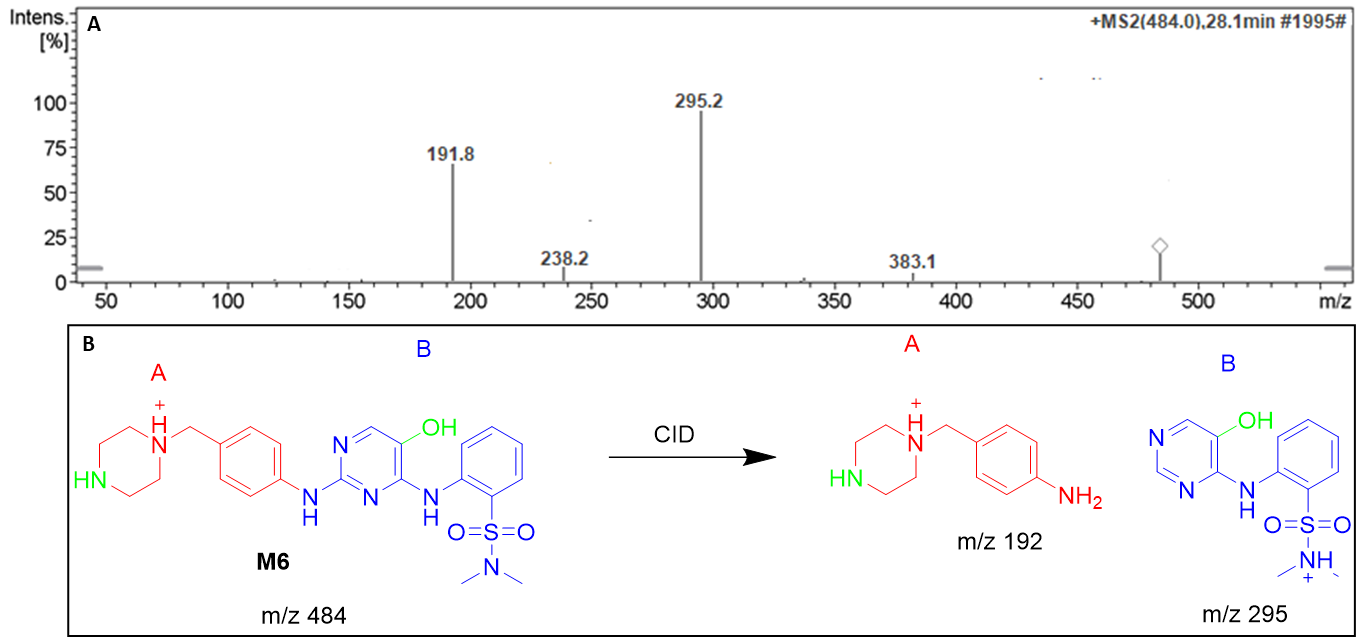 Intens.
[%]
A
+MS2(484.0),28.1min #1995#
100
75
50
25
0
295.2
191.8
238.2
383.1
50 100 150 200 250 300 350 400 450 500 m/z
B
B
A
+
H
N
HN
N
N
OH
N
H
N
H
O=S=O
N
M6
m/z 484
CID
A
+
H
N
HN
NH2
m/z 192
B
N
N
OH
N
H
O=S=O
NH
+
m/z 295